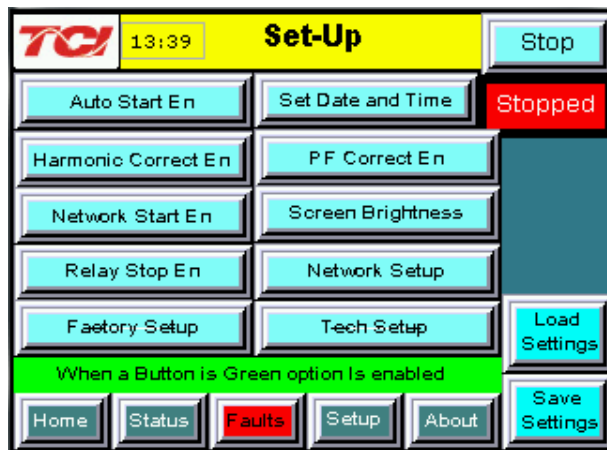 TCI 13:39 Set-Up Stop
Auto Start En Set Date and Time Stopped
Harmonic Correct En PF Correct En
Network Start En Screen Brightness
Relay Stop En Network Setup
Factory Setup Tech Setup Load
Settings
When a Button is Green option Is enabled
Home Status Faults Setup About Save
Settings